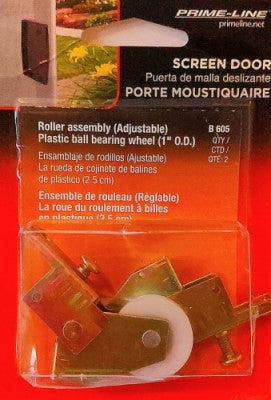 PRIME-LINE
primeline.net
SCREEN DOOR
Puerta de malla deslizante
PORTE MOUSTIQUAIRE
Roller assembly (Adjustable)
Plastic ball bearing wheel (1" O.D.)
B 605
QTY /
CTD /
QTÉ: 2
Ensamblaje de rodillos (Ajustable)
La rueda de cojinete de balines
de plástico (2.5 cm)
Ensemble de rouleau (Réglable)
La roue du roulement à billes
en plastique (2.5 cm)